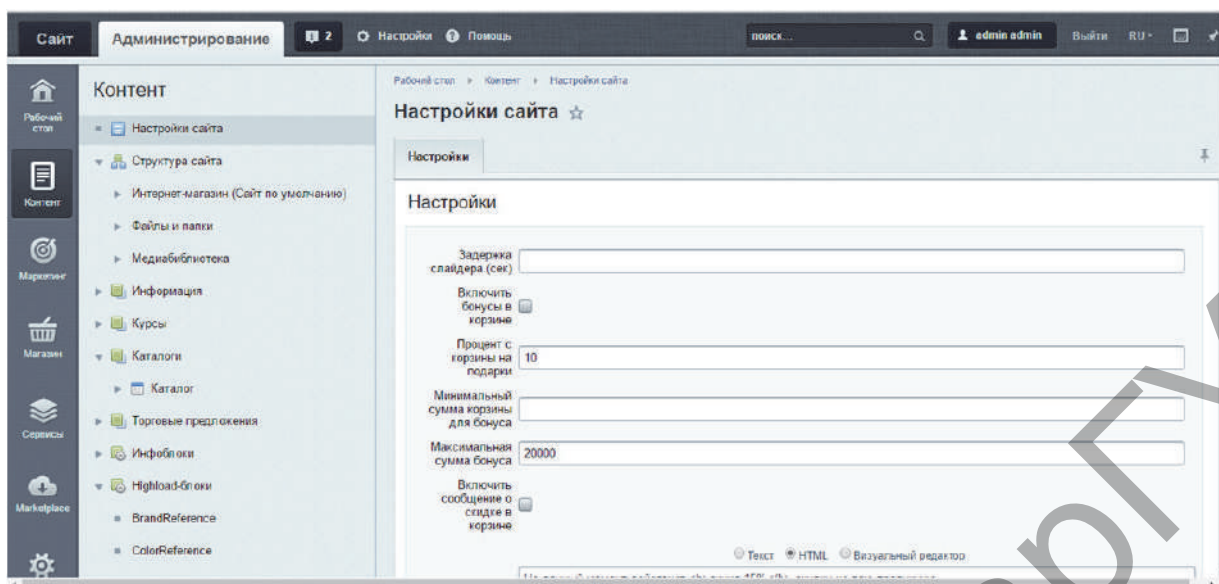 Сайт Администрирование 2 Настройки Помощь поиск... admin admin Выйти RU
Рабочий стол
Контент
Маркетинг
Магазин
Сервисы
Marketplace
Контент
Настройки сайта
Структура сайта
Интернет-магазин (Сайт по умолчанию)
Файлы и папки
Медиабиблиотека
Информация
Курсы
Каталоги
Каталог
Торговые предложения
Инфоблоки
Highload-блоки
BrandReference
ColorReference
Рабочий стол Контент Настройки сайта
Настройки сайта
Настройки
Настройки
Задержка
слайдера (сек)
Включить
бонусы в
корзине
Процент с
корзины на 10
подарки
Минимальный
сумма корзины
для бонуса
Максимальная
сумма бонуса 20000
Включить
сообщение о
скидке в
корзине
Текст HTML Визуальный редактор